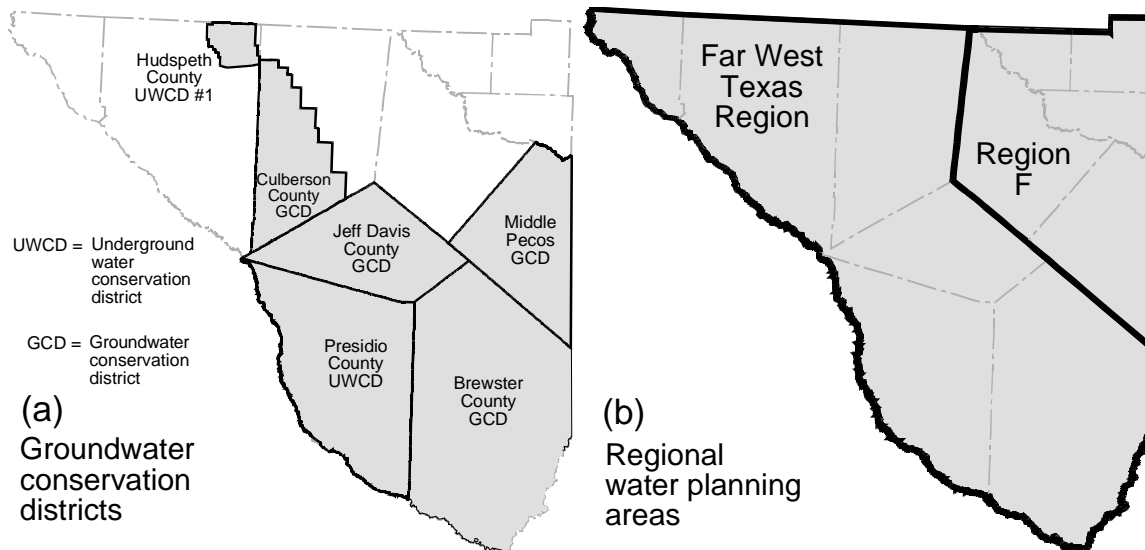 Hudspeth
County
UWCD #1
Culberson
County
GCD
Jeff Davis
County
GCD
Middle
Pecos
GCD
UWCD = Underground
water
conservation
district
GCD = Groundwater
conservation
district
Presidio
County
UWCD
Brewster
County
GCD
(a)
Groundwater
conservation
districts
Far West
Texas
Region
Region
F
(b)
Regional
water planning
areas